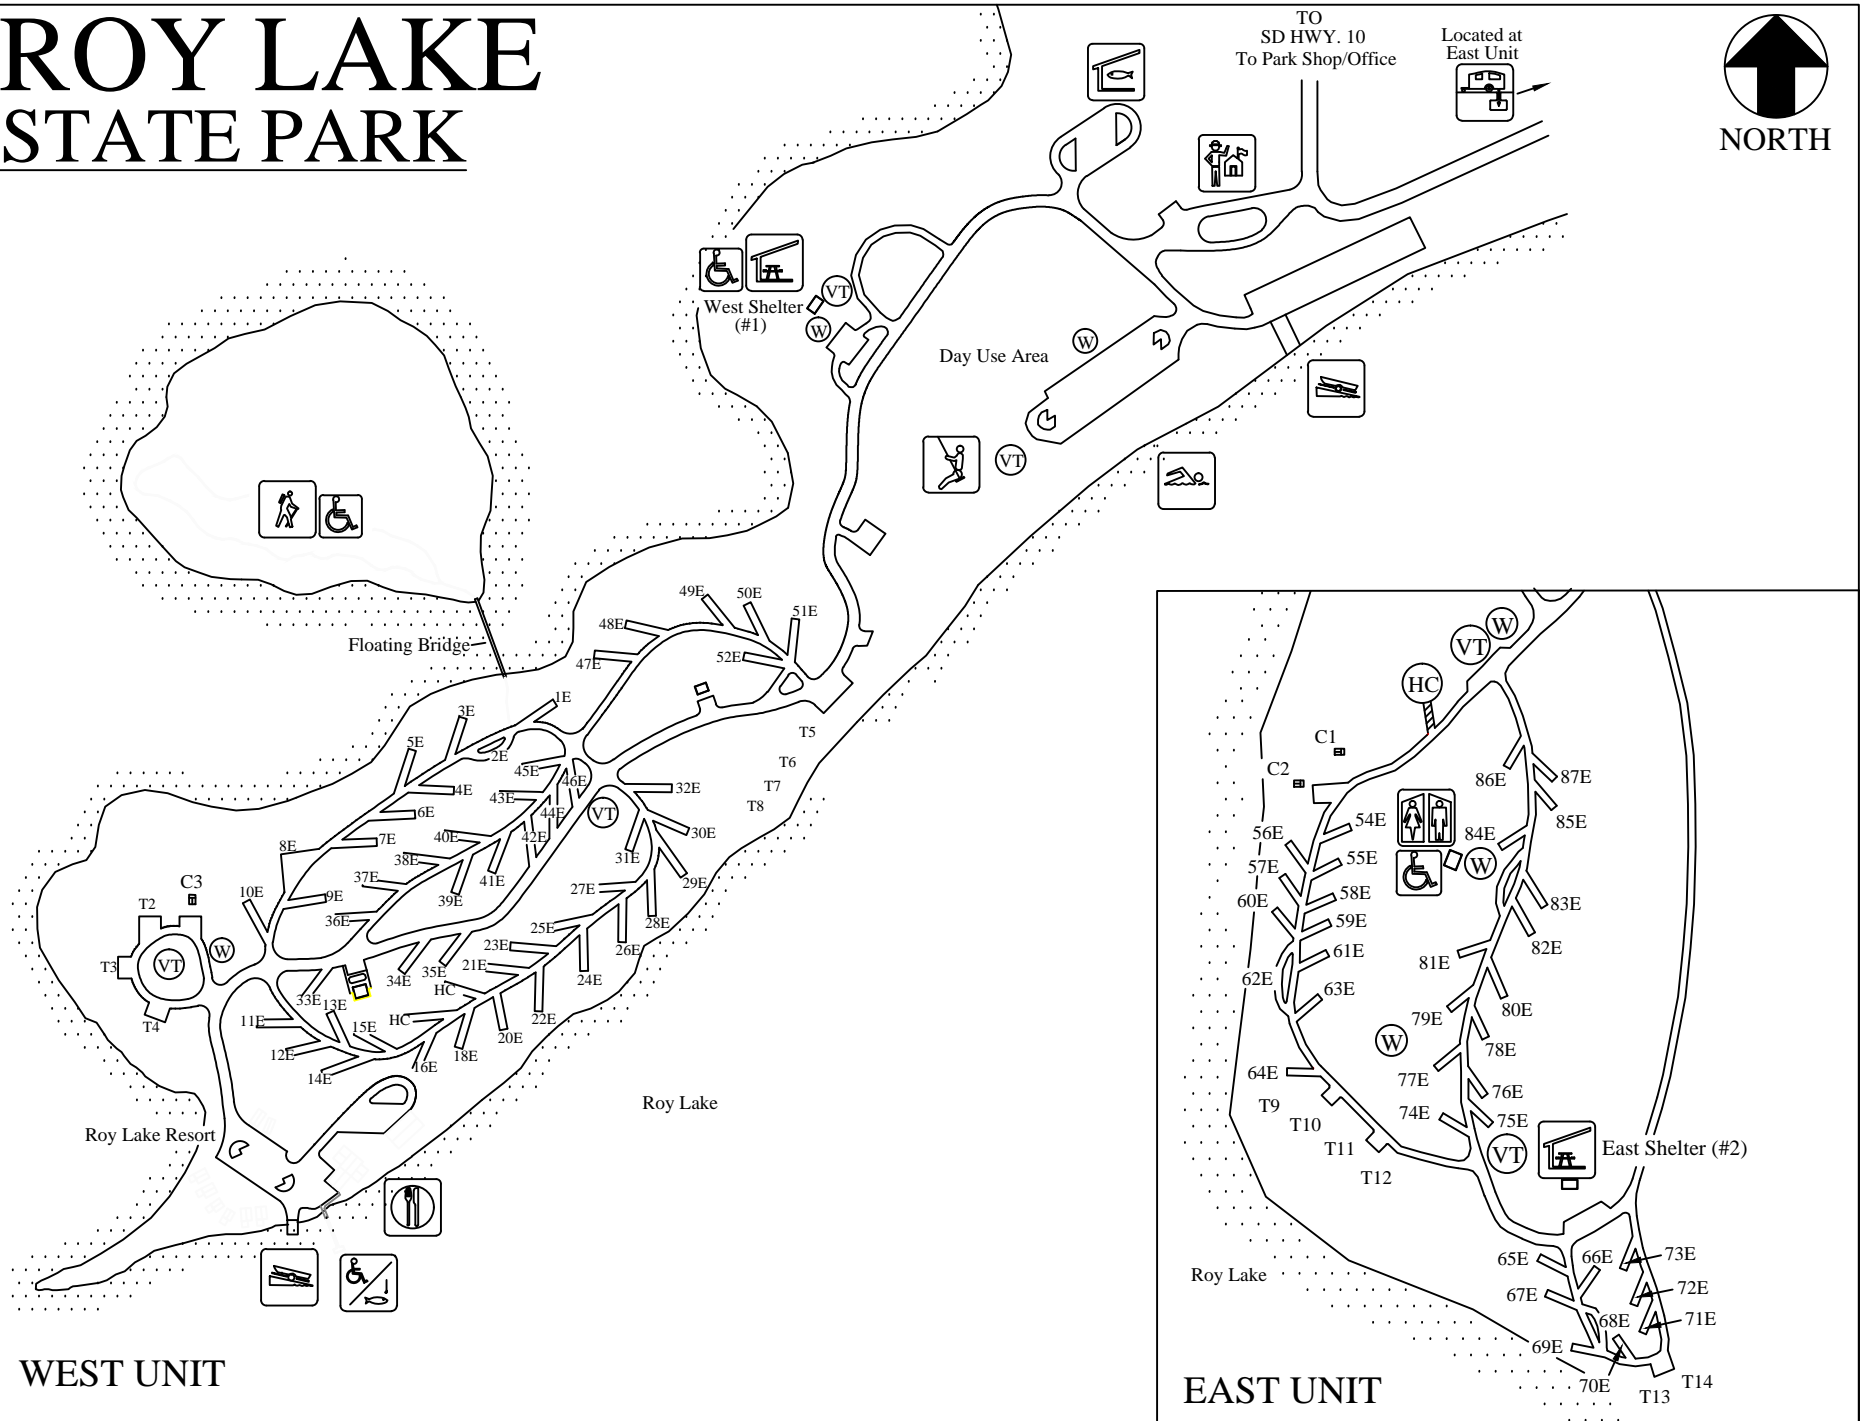 ROY LAKE
STATE PARK
TO
SD HWY. 10
To Park Shop/Office
Located at
East Unit
NORTH
West Shelter
(#1)
VT
W
Day Use Area
W
VT
Floating Bridge
49E
50E
51E
48E
47E
52E
1E
3E
2E
5E
45E
46E
4E
43E
44E
6E
VT
32E
T5
T6
T7
T8
8E
7E
40E
42E
30E
31E
38E
41E
29E
37E
39E
27E
28E
C3
10E
9E
36E
25E
26E
T2
W
VT
T3
T4
23E
21E
24E
34E
35E
HC
33E
13E
22E
11E
15E
HC
20E
12E
18E
14E
16E
Roy Lake
Roy Lake Resort
WEST UNIT
W
VT
HC
C1
C2
86E
87E
85E
54E
84E
56E
55E
W
57E
58E
83E
60E
59E
82E
61E
81E
62E
63E
80E
79E
W
78E
64E
77E
76E
T9
74E
75E
T10
T11
VT
East Shelter (#2)
T12
65E
66E
73E
Roy Lake
67E
72E
68E
71E
69E
70E
T13
T14
EAST UNIT